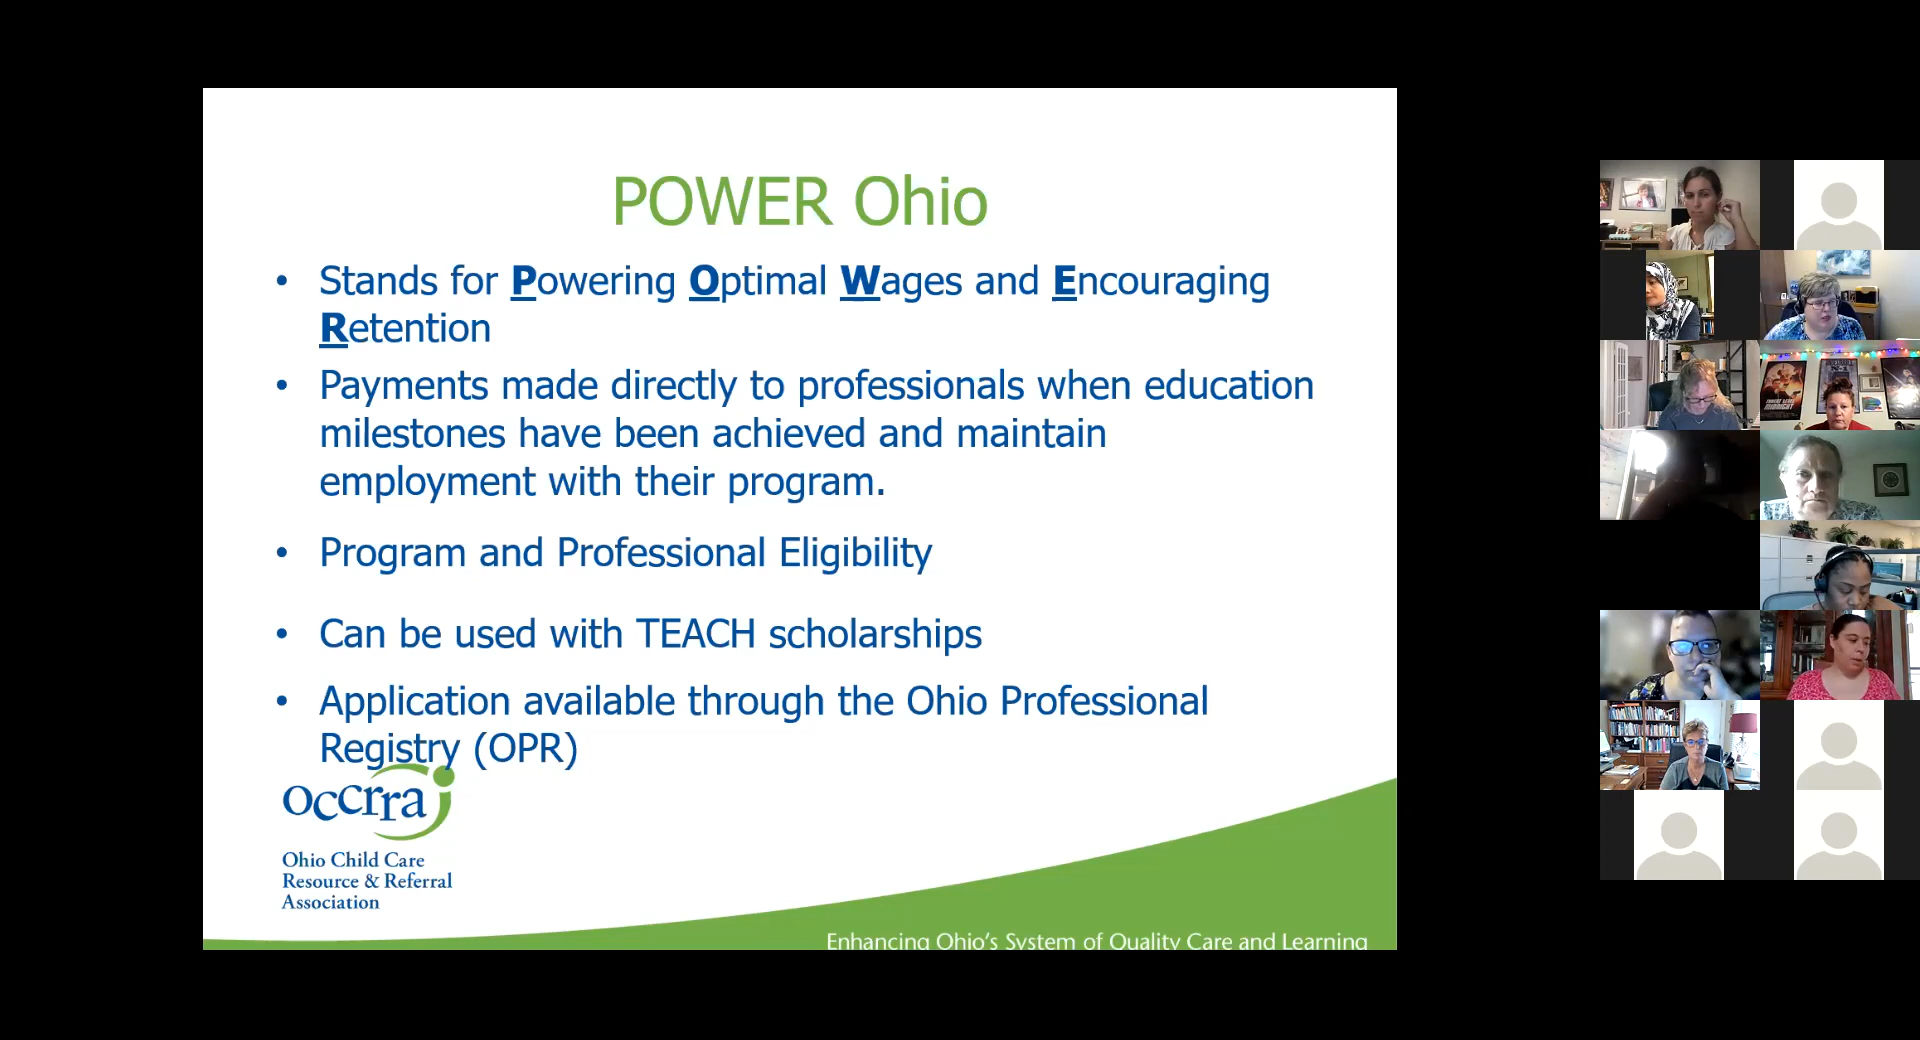 POWER Ohio
• Stands for Powering Optimal Wages and Encouraging
Retention
• Payments made directly to professionals when education
milestones have been achieved and maintain
employment with their program.
• Program and Professional Eligibility
• Can be used with TEACH scholarships
• Application available through the Ohio Professional
Registry (OPR)
occrra
Ohio Child Care
Resource & Referral
Association
Enhancing Ohio's System of Quality Care and Learning